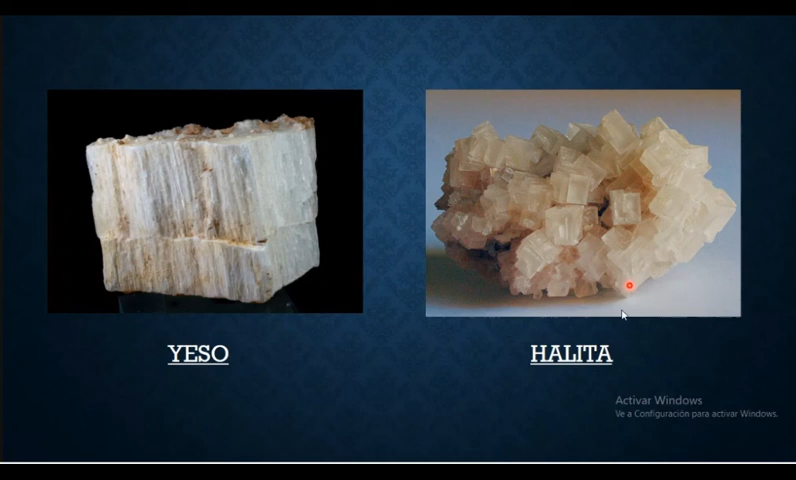 YESO
HALITA
Activar Windows
Ve a Configuración para activar Windows.